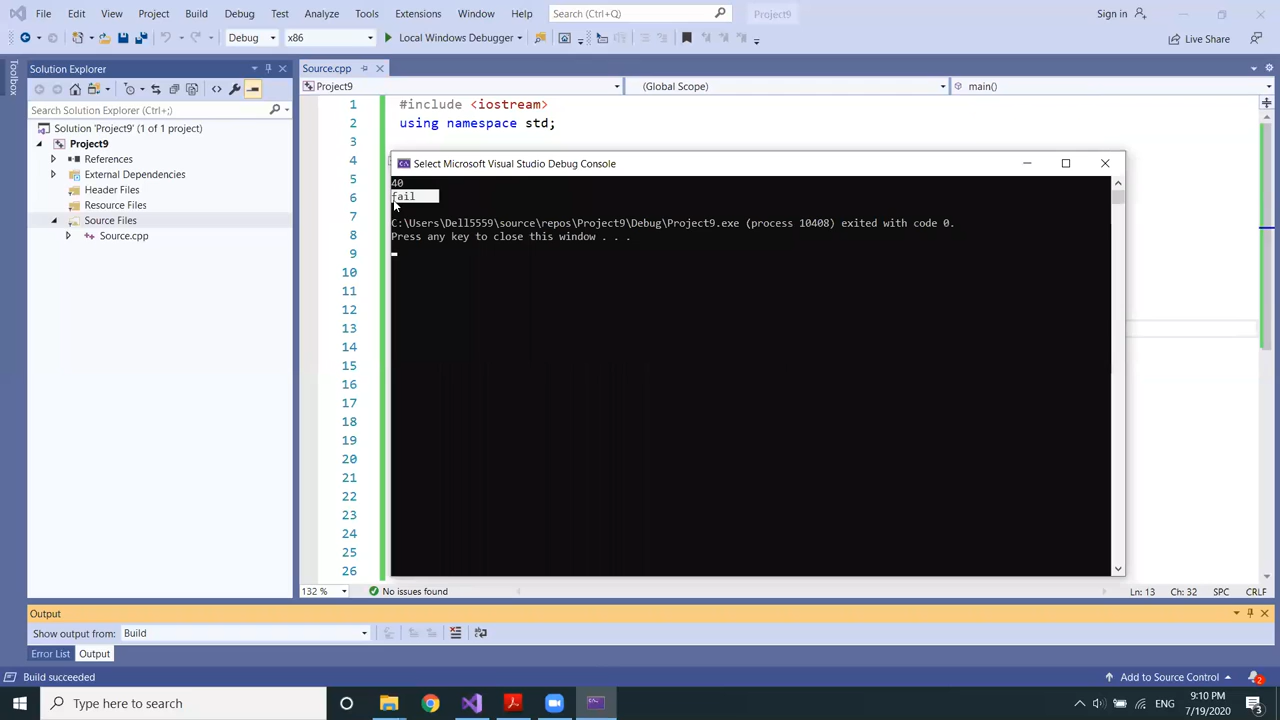 File Edit View Project Build Debug Test Analyze Tools Extensions Window Help Search (Ctrl+Q) Project9 Sign in
Debug x86 Local Windows Debugger Live Share
Toolbox
Solution Explorer
Search Solution Explorer (Ctrl+;)
Solution 'Project9' (1 of 1 project)
Project9
References
External Dependencies
Header Files
Resource Files
Source Files
Source.cpp
Source.cpp
Project9 (Global Scope) main()
1 #include <iostream>
2 using namespace std;
3
4
5
6
7
8
9
10
11
12
13
14
15
16
17
18
19
20
21
22
23
24
25
26
Select Microsoft Visual Studio Debug Console
40
fail
C:\Users\Dell5559\source\repos\Project9\Debug\Project9.exe (process 10408) exited with code 0.
Press any key to close this window . . .
132 % No issues found Ln: 13 Ch: 32 SPC CRLF
Output
Show output from: Build
Error List Output
Build succeeded Add to Source Control 2
Type here to search ENG 9:10 PM 7/19/2020 3